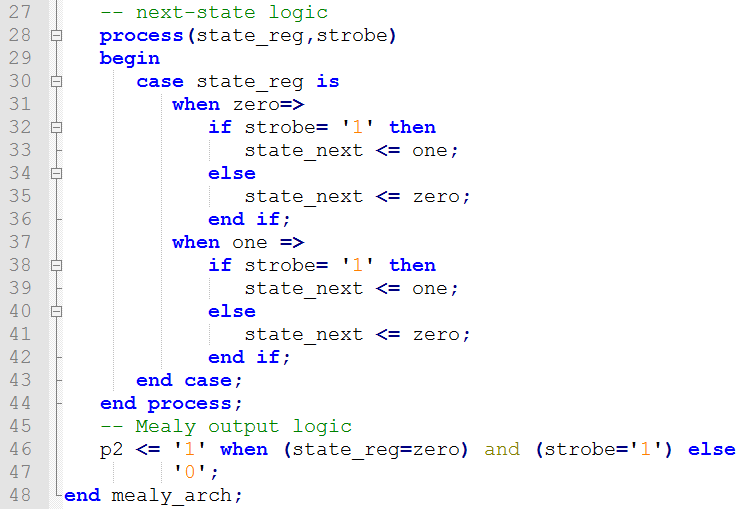 27 -- next-state logic
28 process(state_reg,strobe)
29 begin
30 case state_reg is
31 when zero=>
32 if strobe= '1' then
33 state_next <= one;
34 else
35 state_next <= zero;
36 end if;
37 when one =>
38 if strobe= '1' then
39 state_next <= one;
40 else
41 state_next <= zero;
42 end if;
43 end case;
44 end process;
45 -- Mealy output logic
46 p2 <= '1' when (state_reg=zero) and (strobe='1') else
47 '0';
48 end mealy_arch;